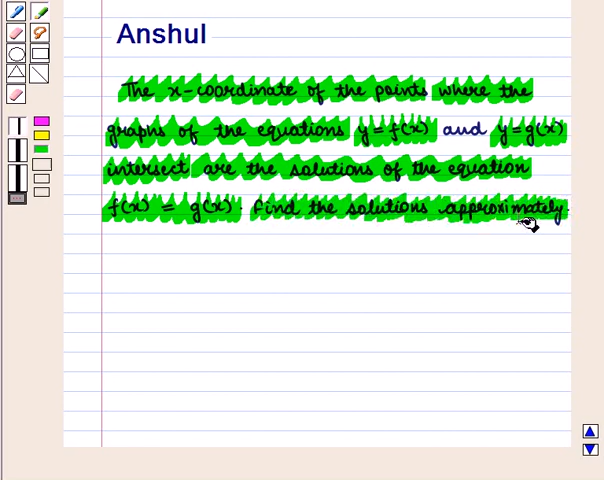 Anshul
The x-coordinate of the points where the
graphs of the equations y = f(x) and y = g(x)
intersect are the solutions of the equation
f(x) = g(x). Find the solutions approximately.